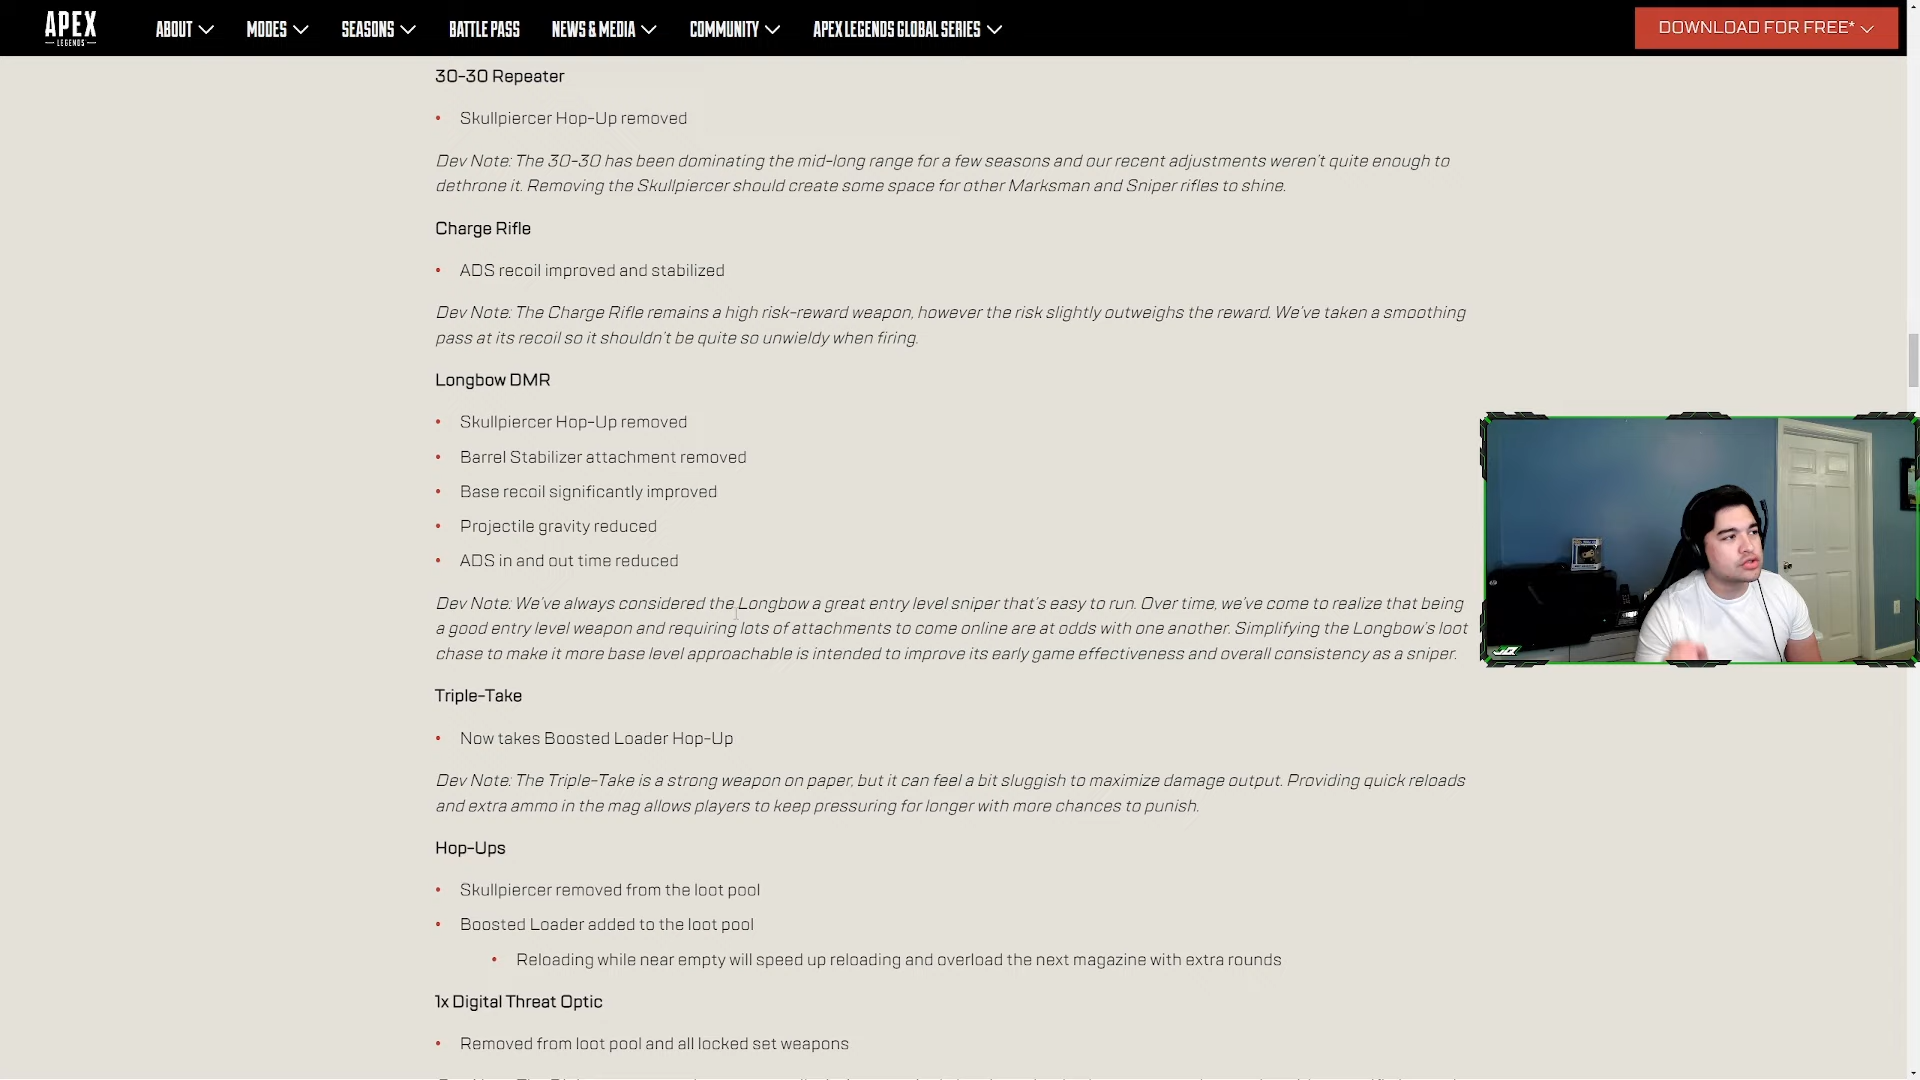 APEX
LEGENDS
ABOUT
MODES
SEASONS
BATTLE PASS
NEWS & MEDIA
COMMUNITY
APEX LEGENDS GLOBAL SERIES
DOWNLOAD FOR FREE*
30-30 Repeater
• Skullpiercer Hop-Up removed
Dev Note: The 30-30 has been dominating the mid-long range for a few seasons and our recent adjustments weren't quite enough to
dethrone it. Removing the Skullpiercer should create some space for other Marksman and Sniper rifles to shine.
Charge Rifle
• ADS recoil improved and stabilized
Dev Note: The Charge Rifle remains a high risk-reward weapon, however the risk slightly outweighs the reward. We've taken a smoothing
pass at its recoil so it shouldn't be quite so unwieldy when firing.
Longbow DMR
• Skullpiercer Hop-Up removed
• Barrel Stabilizer attachment removed
• Base recoil significantly improved
• Projectile gravity reduced
• ADS in and out time reduced
Dev Note: We've always considered the Longbow a great entry level sniper that's easy to run. Over time, we've come to realize that being
a good entry level weapon and requiring lots of attachments to come online are at odds with one another. Simplifying the Longbow's loot
chase to make it more base level approachable is intended to improve its early game effectiveness and overall consistency as a sniper.
Triple-Take
• Now takes Boosted Loader Hop-Up
Dev Note: The Triple-Take is a strong weapon on paper, but it can feel a bit sluggish to maximize damage output. Providing quick reloads
and extra ammo in the mag allows players to keep pressuring for longer with more chances to punish.
Hop-Ups
• Skullpiercer removed from the loot pool
• Boosted Loader added to the loot pool
• Reloading while near empty will speed up reloading and overload the next magazine with extra rounds
1x Digital Threat Optic
• Removed from loot pool and all locked set weapons